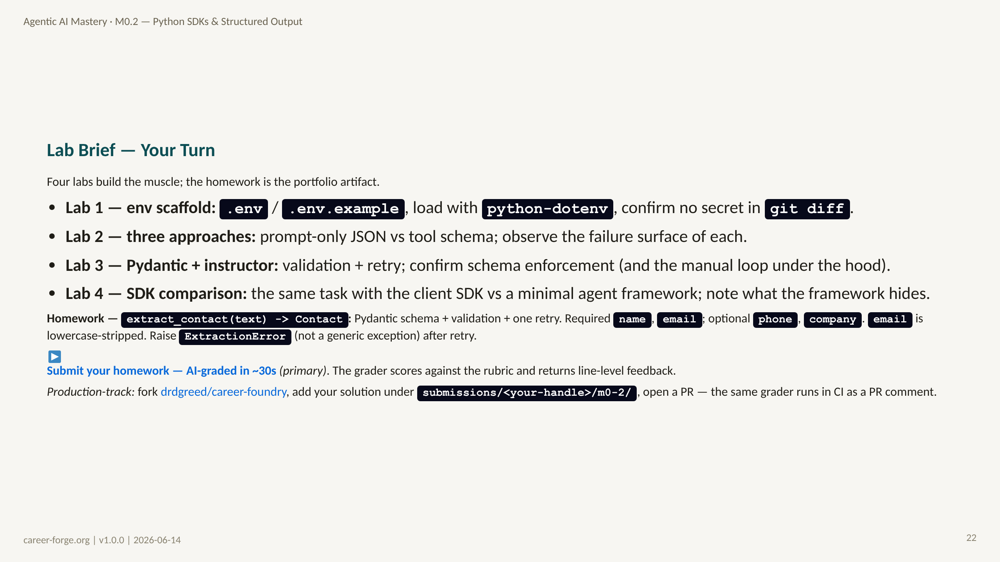 Agentic AI Mastery · M0.2 — Python SDKs & Structured Output
Lab Brief — Your Turn
Four labs build the muscle; the homework is the portfolio artifact.
• Lab 1 — env scaffold: .env / .env.example, load with python-dotenv, confirm no secret in git diff.
• Lab 2 — three approaches: prompt-only JSON vs tool schema; observe the failure surface of each.
• Lab 3 — Pydantic + instructor: validation + retry; confirm schema enforcement (and the manual loop under the hood).
• Lab 4 — SDK comparison: the same task with the client SDK vs a minimal agent framework; note what the framework hides.
Homework — extract_contact(text) -> Contact: Pydantic schema + validation + one retry. Required name, email; optional phone, company. email is
lowercase-stripped. Raise ExtractionError (not a generic exception) after retry.
Submit your homework — AI-graded in ~30s (primary). The grader scores against the rubric and returns line-level feedback.
Production-track: fork drdgreed/career-foundry, add your solution under submissions/<your-handle>/m0-2/, open a PR — the same grader runs in CI as a PR comment.
career-forge.org | v1.0.0 | 2026-06-14
22